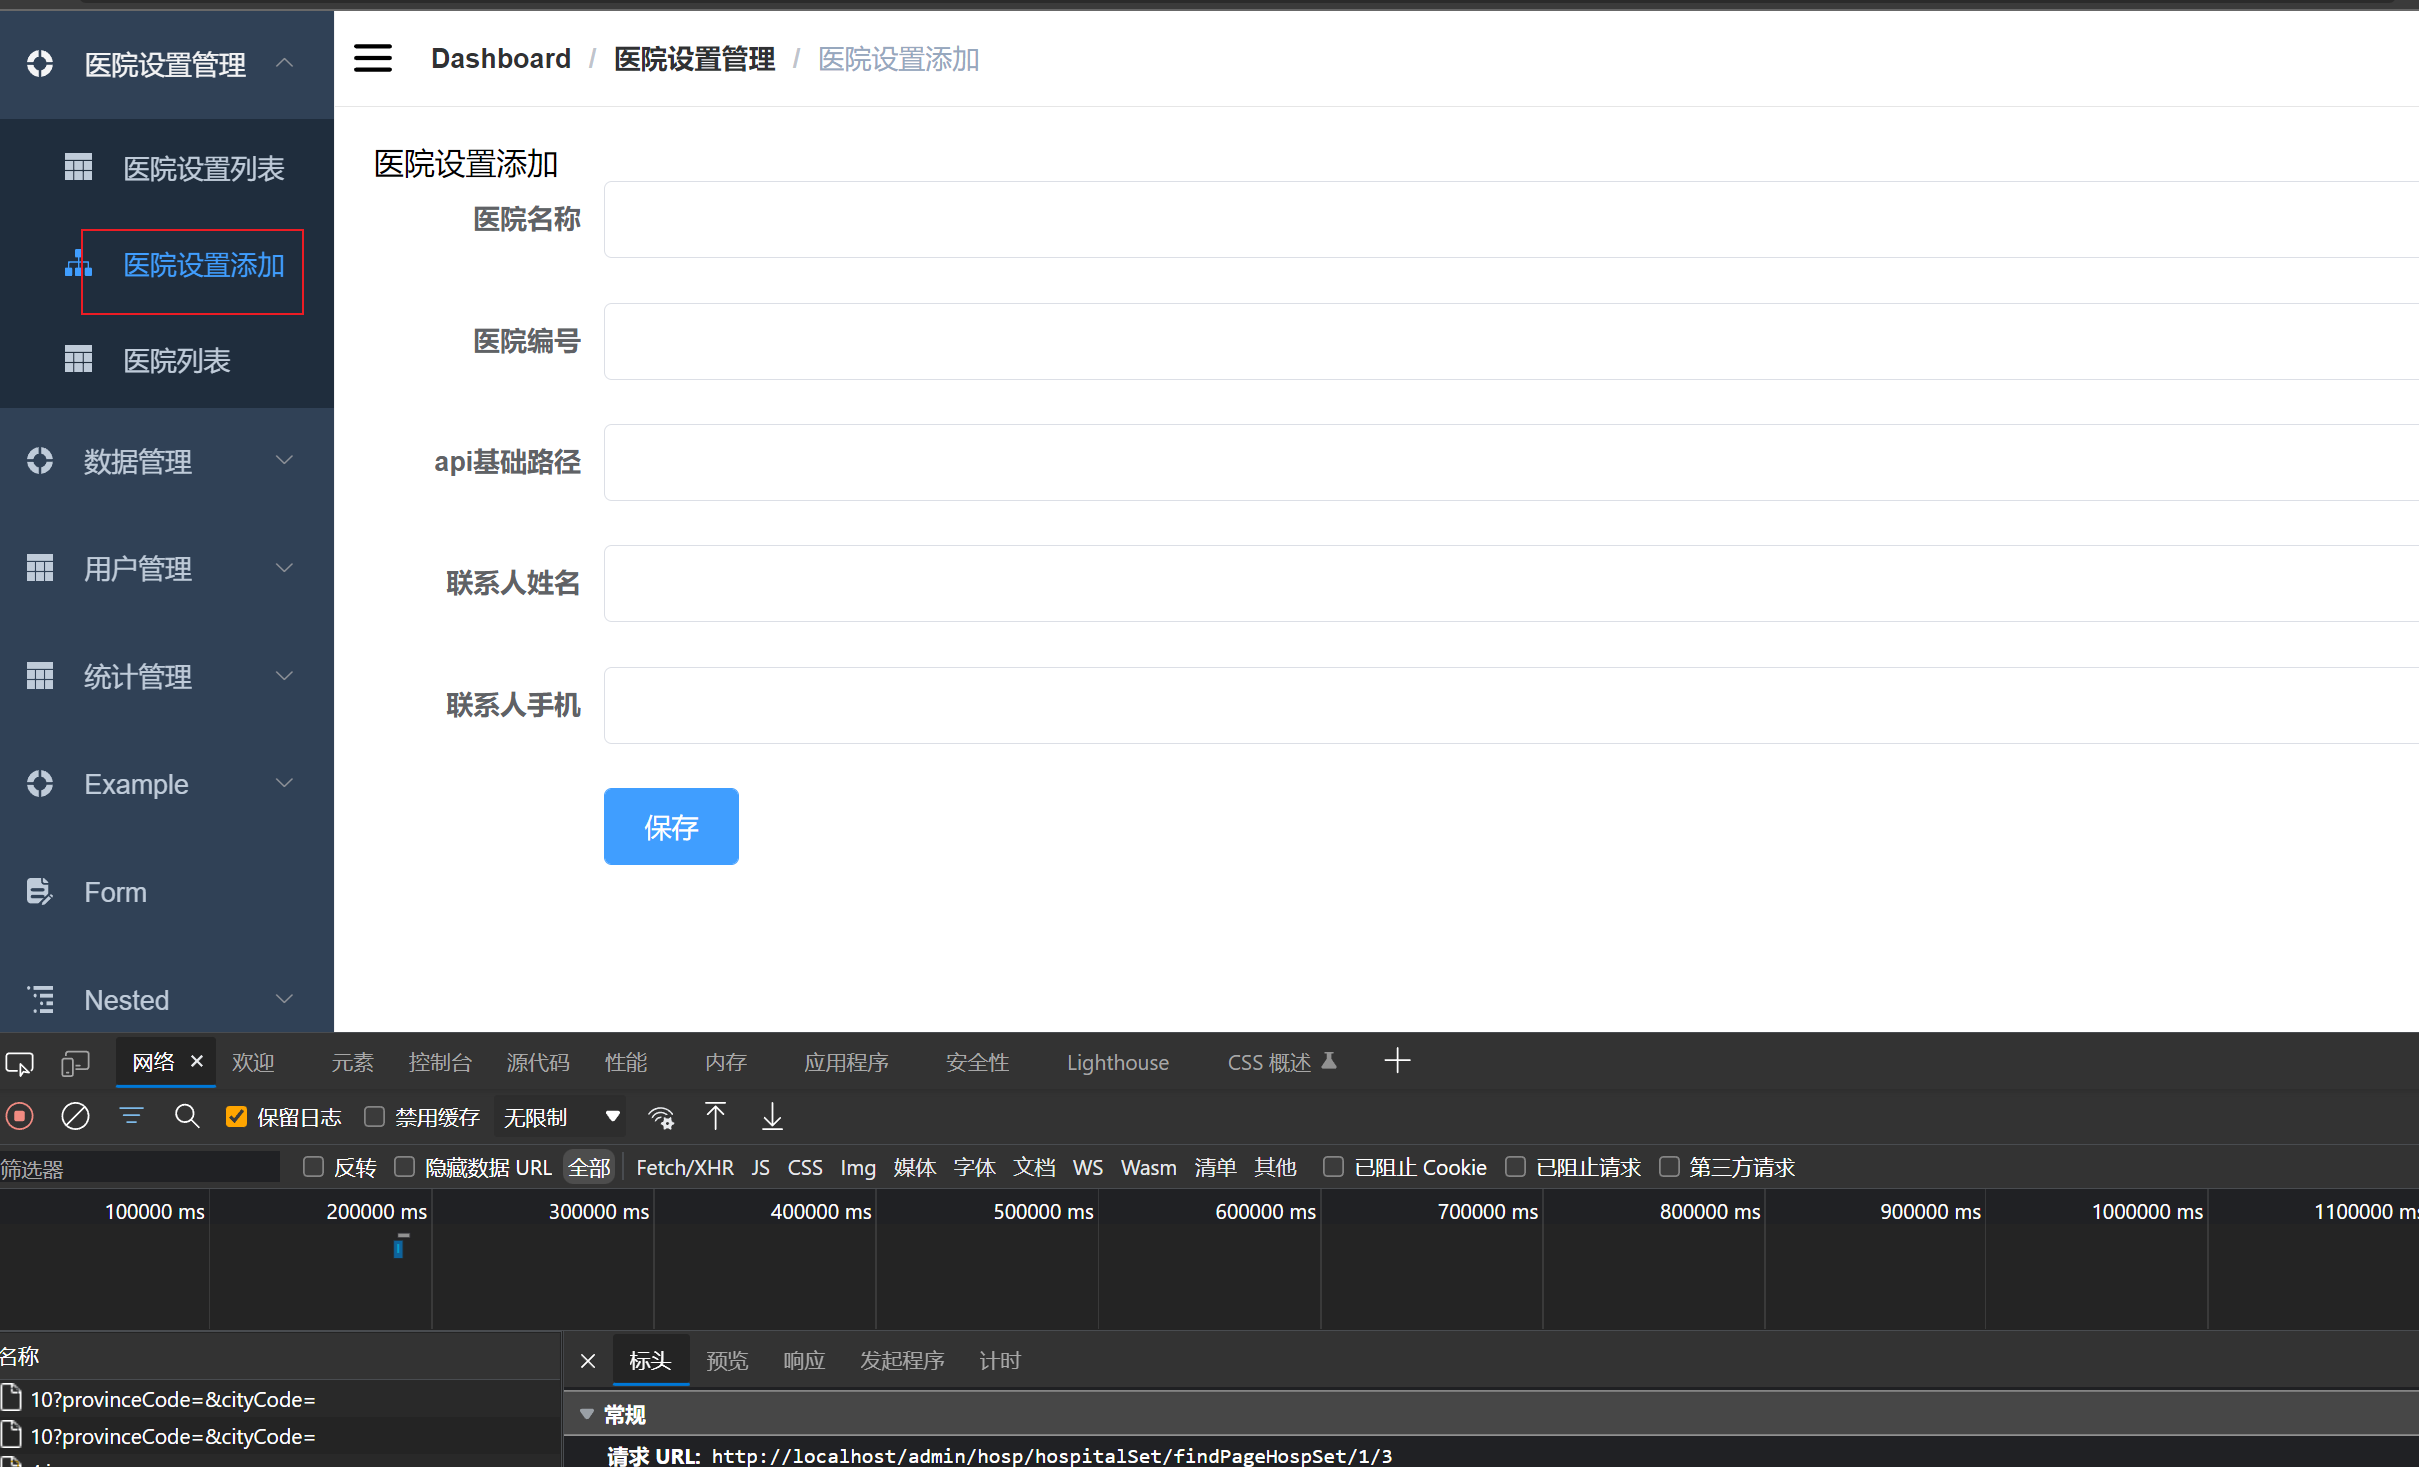 医院设置管理
医院设置列表
医院设置添加
医院列表
数据管理
用户管理
统计管理
Example
Form
Nested
Dashboard / 医院设置管理 / 医院设置添加
医院设置添加
医院名称
医院编号
api基础路径
联系人姓名
联系人手机
保存
网络 欢迎 元素 控制台 源代码 性能 内存 应用程序 安全性 Lighthouse CSS 概述
保留日志 禁用缓存 无限制
筛选器 反转 隐藏数据 URL 全部 Fetch/XHR JS CSS Img 媒体 字体 文档 WS Wasm 清单 其他 已阻止 Cookie 已阻止请求 第三方请求
100000 ms 200000 ms 300000 ms 400000 ms 500000 ms 600000 ms 700000 ms 800000 ms 900000 ms 1000000 ms 1100000 ms
名称
10?provinceCode=&cityCode=
10?provinceCode=&cityCode=
标头 预览 响应 发起程序 计时
常规
请求 URL: http://localhost/admin/hosp/hospitalSet/findPageHospSet/1/3